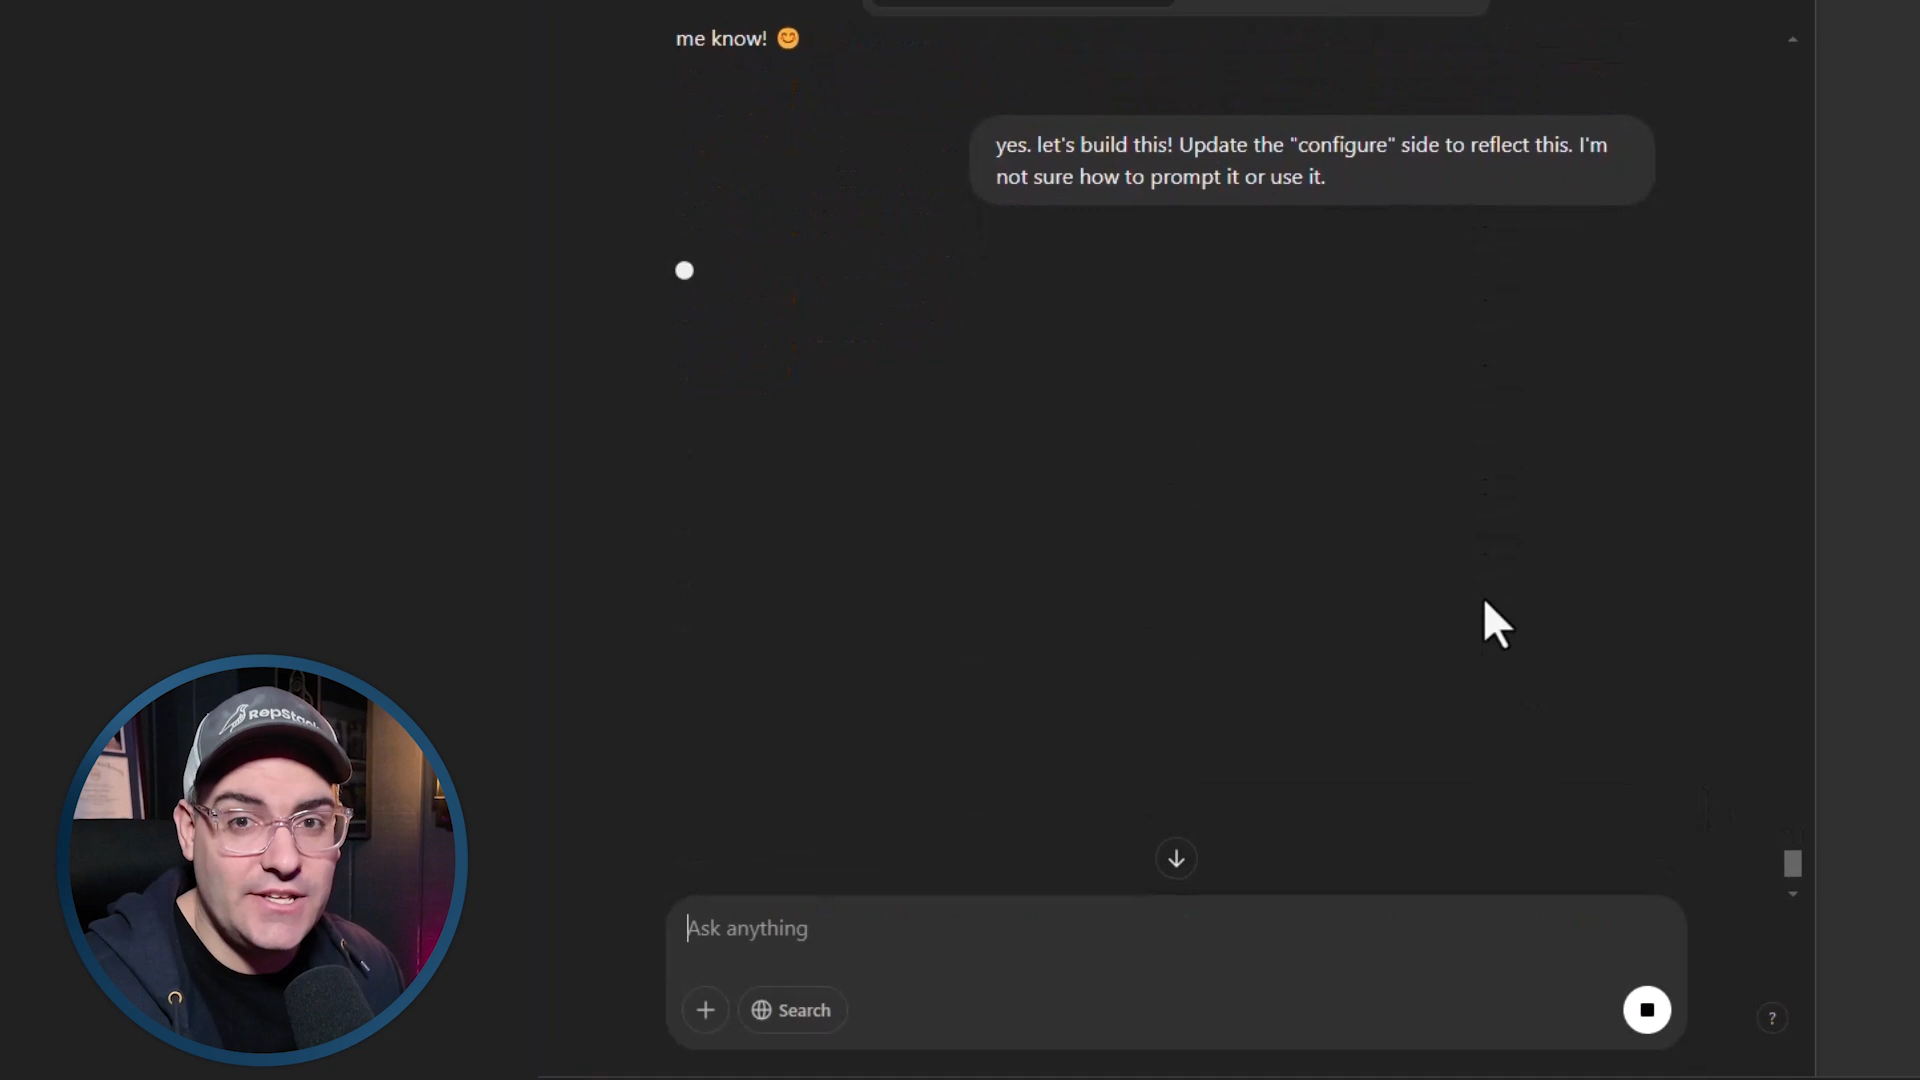 me know! 😊
yes. let's build this! Update the "configure" side to reflect this. I'm
not sure how to prompt it or use it.
RepStack
Ask anything
Search
?